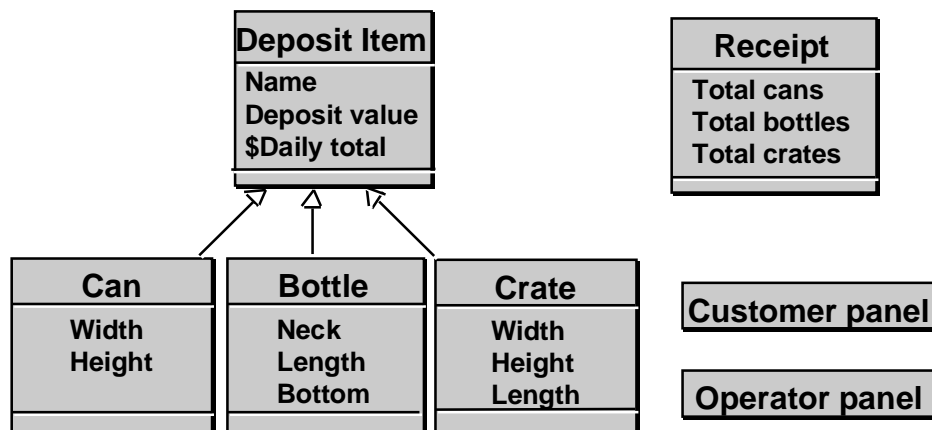 Deposit Item
Name
Deposit value
$Daily total
Receipt
Total cans
Total bottles
Total crates
Can
Width
Height
Bottle
Neck
Length
Bottom
Crate
Width
Height
Length
Customer panel
Operator panel